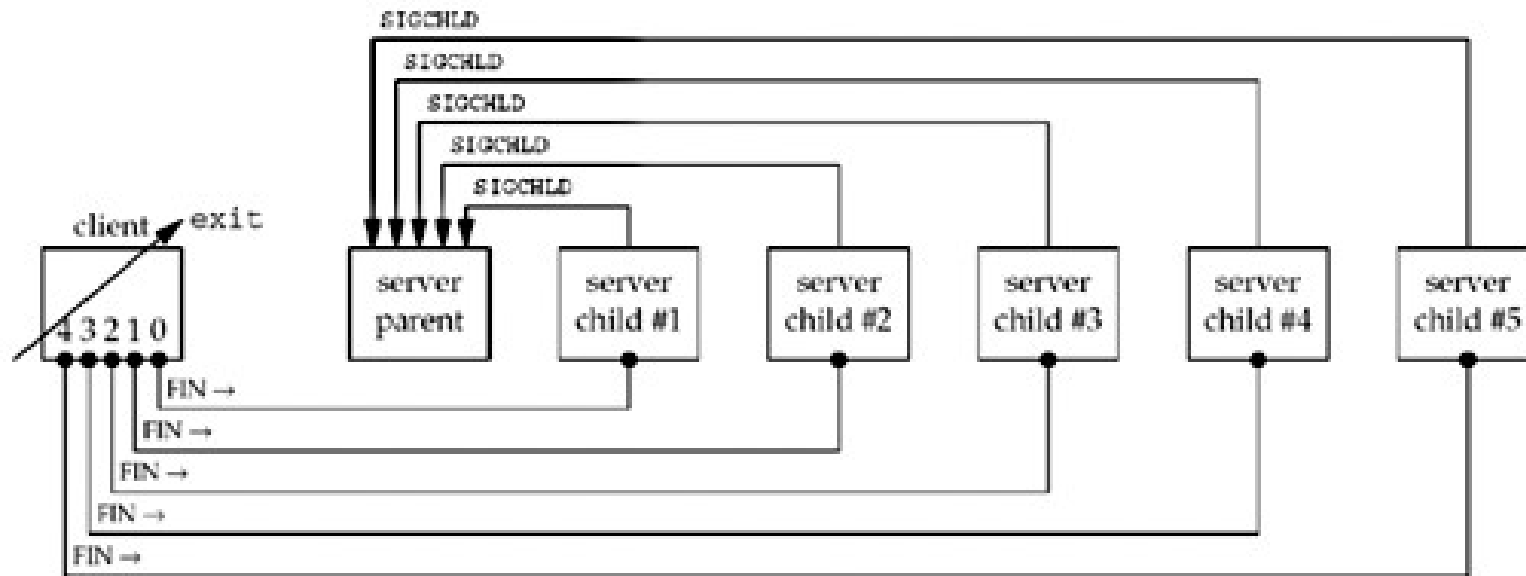 SIGCHLD
SIGCHLD
SIGCHLD
SIGCHLD
SIGCHLD
client
exit
4 3 2 1 0
server
parent
server
child #1
server
child #2
server
child #3
server
child #4
server
child #5
FIN →
FIN →
FIN →
FIN →
FIN →